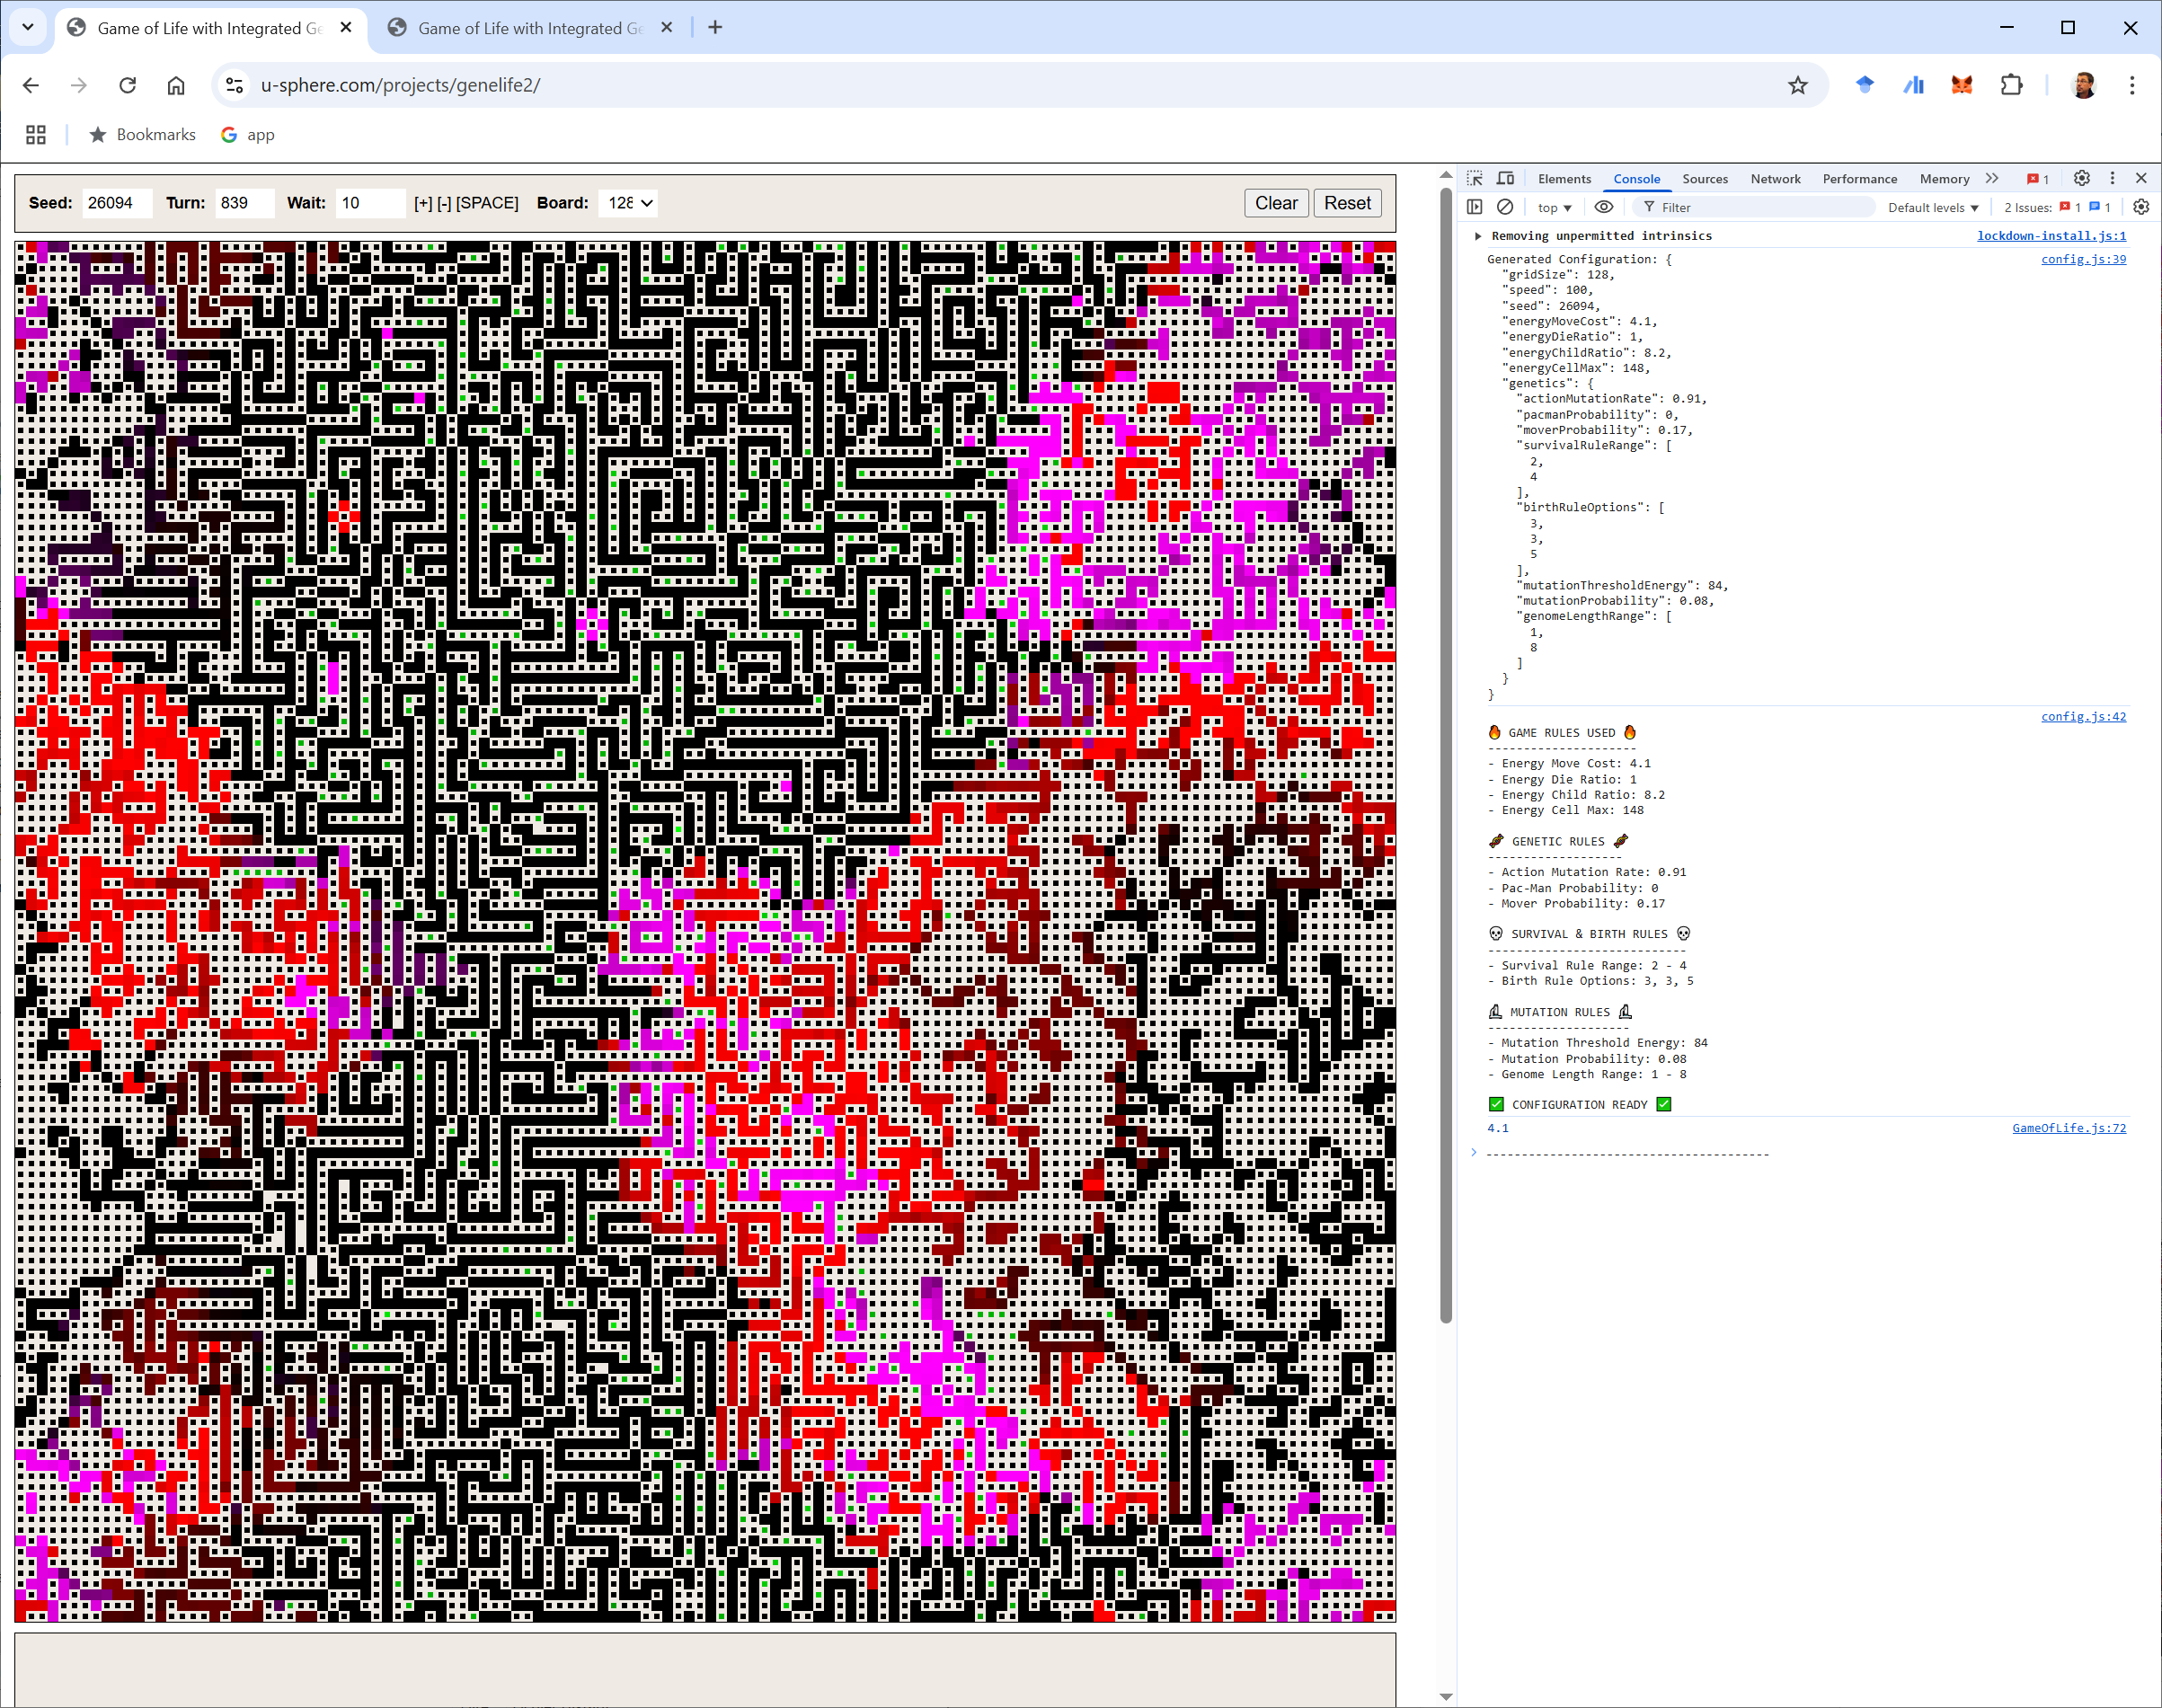 Game of Life with Integrated Ge
Game of Life with Integrated Ge
u-sphere.com/projects/genelife2/
Bookmarks
app
Seed: 26094 Turn: 839 Wait: 10 [+] [-] [SPACE] Board: 128 Clear Reset
Elements Console Sources Network Performance Memory 1
top Filter Default levels 2 Issues: 1 1
Removing unpermitted intrinsics lockdown-install.js:1
Generated Configuration: { config.js:39
"gridSize": 128,
"speed": 100,
"seed": 26094,
"energyMoveCost": 4.1,
"energyDieRatio": 1,
"energyChildRatio": 8.2,
"energyCellMax": 148,
"genetics": {
"actionMutationRate": 0.91,
"pacmanProbability": 0,
"moverProbability": 0.17,
"survivalRuleRange": [
2,
4
],
"birthRuleOptions": [
3,
3,
5
],
"mutationThresholdEnergy": 84,
"mutationProbability": 0.08,
"genomeLengthRange": [
1,
8
]
}
}
config.js:42
🔥 GAME RULES USED 🔥
---------------------
- Energy Move Cost: 4.1
- Energy Die Ratio: 1
- Energy Child Ratio: 8.2
- Energy Cell Max: 148
GENETIC RULES
-------------------
- Action Mutation Rate: 0.91
- Pac-Man Probability: 0
- Mover Probability: 0.17
💀 SURVIVAL & BIRTH RULES 💀
----------------------------
- Survival Rule Range: 2 - 4
- Birth Rule Options: 3, 3, 5
MUTATION RULES
--------------------
- Mutation Threshold Energy: 84
- Mutation Probability: 0.08
- Genome Length Range: 1 - 8
✅ CONFIGURATION READY ✅
4.1 GameOfLife.js:72
----------------------------------------